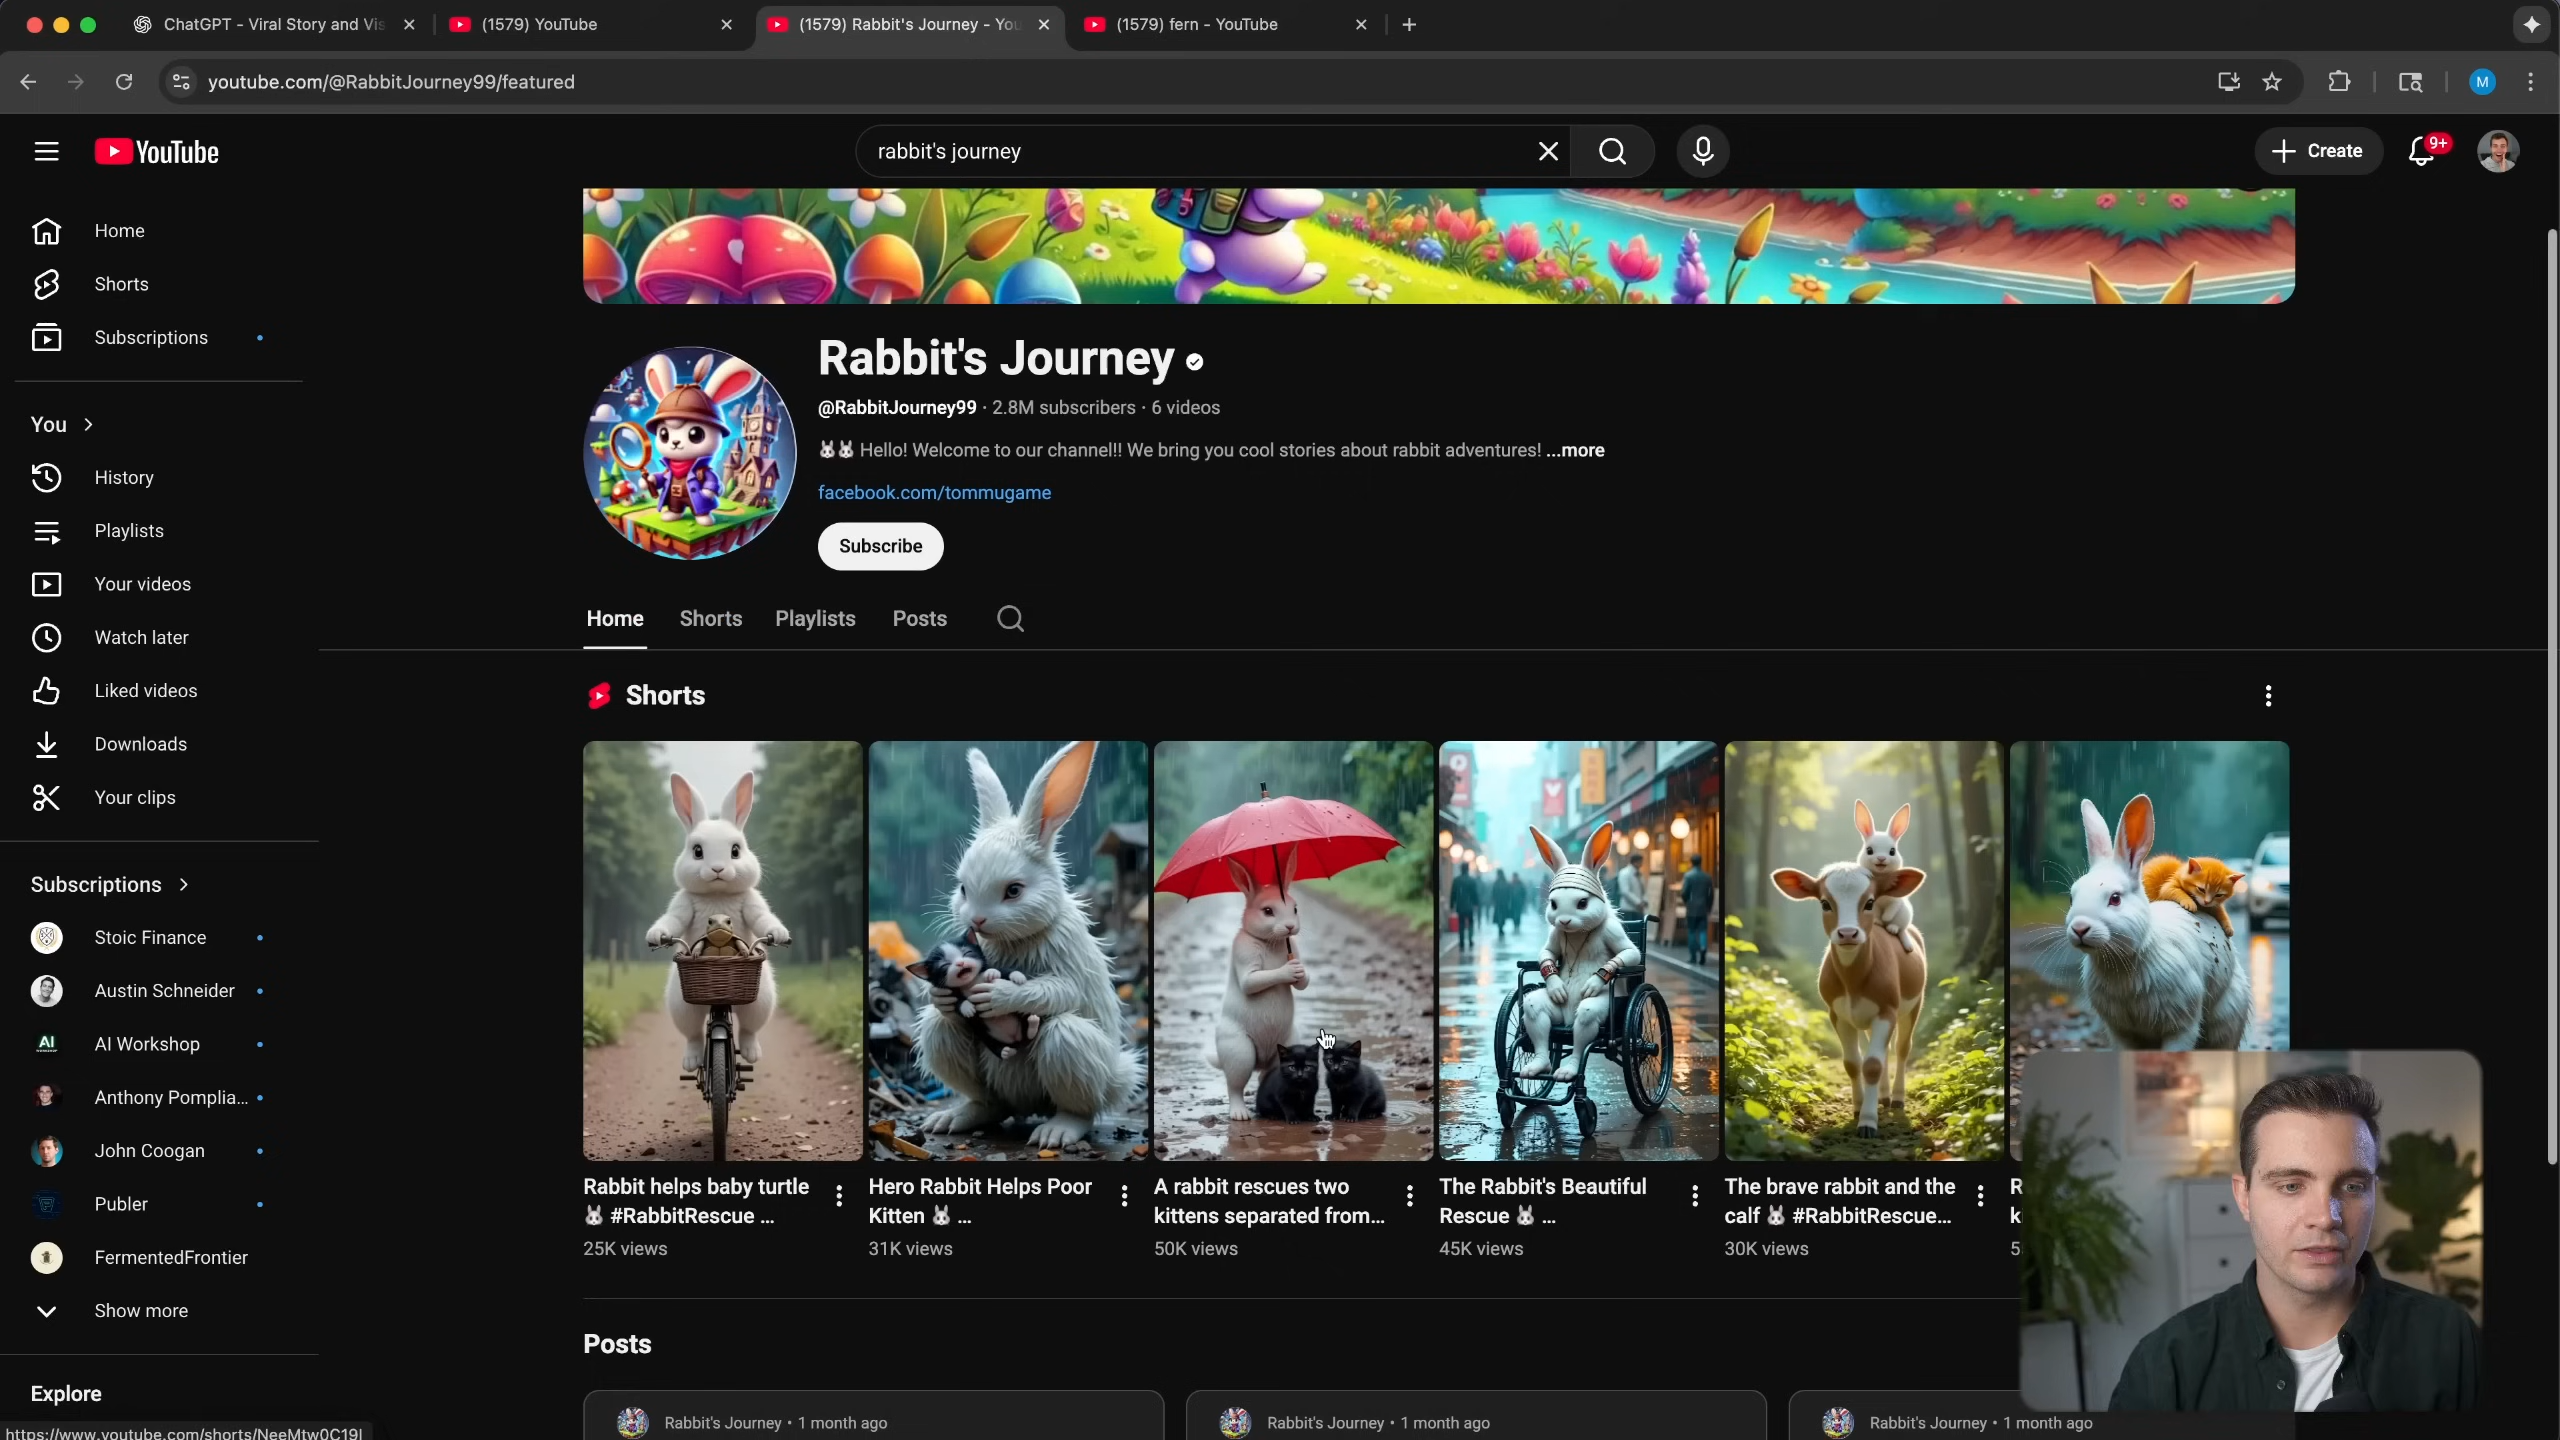 ChatGPT - Viral Story and Vis
(1579) YouTube
(1579) Rabbit's Journey - You
(1579) fern - YouTube
youtube.com/@RabbitJourney99/featured
M
YouTube
rabbit's journey
Create
9+
Home
Shorts
Subscriptions
You
History
Playlists
Your videos
Watch later
Liked videos
Downloads
Your clips
Subscriptions
Stoic Finance
Austin Schneider
AI Workshop
Anthony Pomplia...
John Coogan
Publer
FermentedFrontier
Show more
Explore
https://www.youtube.com/shorts/NeeMtw0C19I
Rabbit's Journey
@RabbitJourney99 · 2.8M subscribers · 6 videos
🐰🐰 Hello! Welcome to our channel!! We bring you cool stories about rabbit adventures! ...more
facebook.com/tommugame
Subscribe
Home Shorts Playlists Posts
Shorts
Rabbit helps baby turtle
🐰 #RabbitRescue ...
25K views
Hero Rabbit Helps Poor
Kitten 🐰 ...
31K views
A rabbit rescues two
kittens separated from...
50K views
The Rabbit's Beautiful
Rescue 🐰 ...
45K views
The brave rabbit and the
calf 🐰 #RabbitRescue...
30K views
Posts
Rabbit's Journey • 1 month ago
Rabbit's Journey • 1 month ago
Rabbit's Journey • 1 month ago